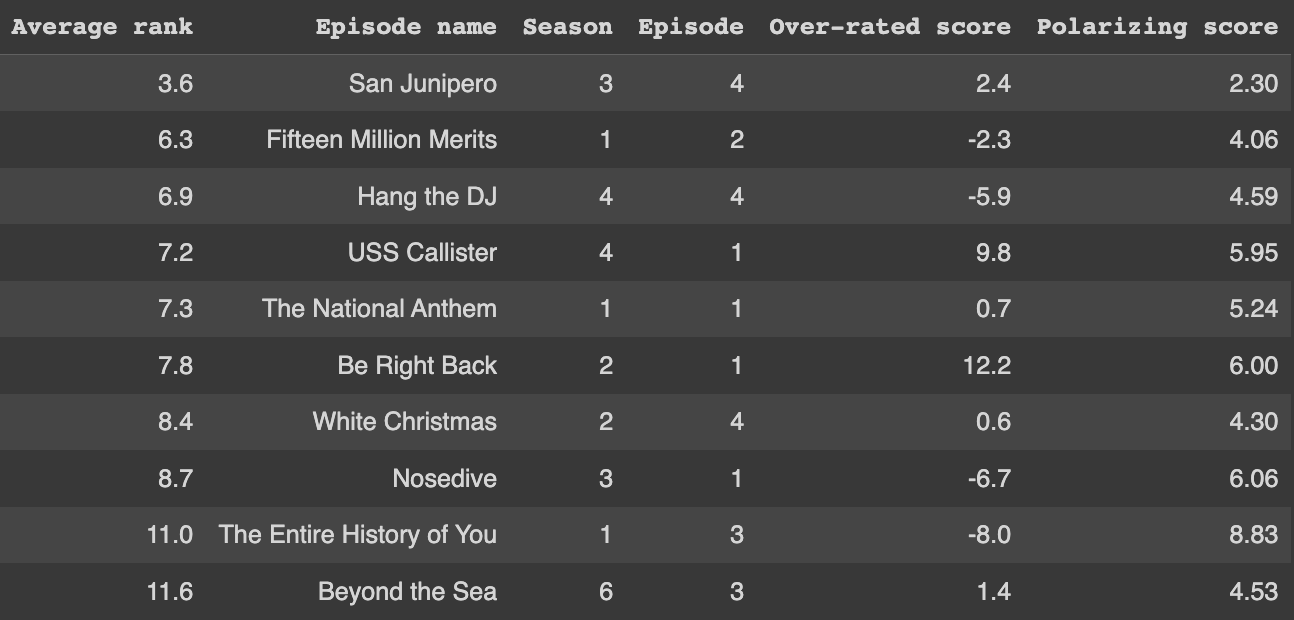 Average rank Episode name Season Episode Over-rated score Polarizing score
3.6 San Junipero 3 4 2.4 2.30
6.3 Fifteen Million Merits 1 2 -2.3 4.06
6.9 Hang the DJ 4 4 -5.9 4.59
7.2 USS Callister 4 1 9.8 5.95
7.3 The National Anthem 1 1 0.7 5.24
7.8 Be Right Back 2 1 12.2 6.00
8.4 White Christmas 2 4 0.6 4.30
8.7 Nosedive 3 1 -6.7 6.06
11.0 The Entire History of You 1 3 -8.0 8.83
11.6 Beyond the Sea 6 3 1.4 4.53